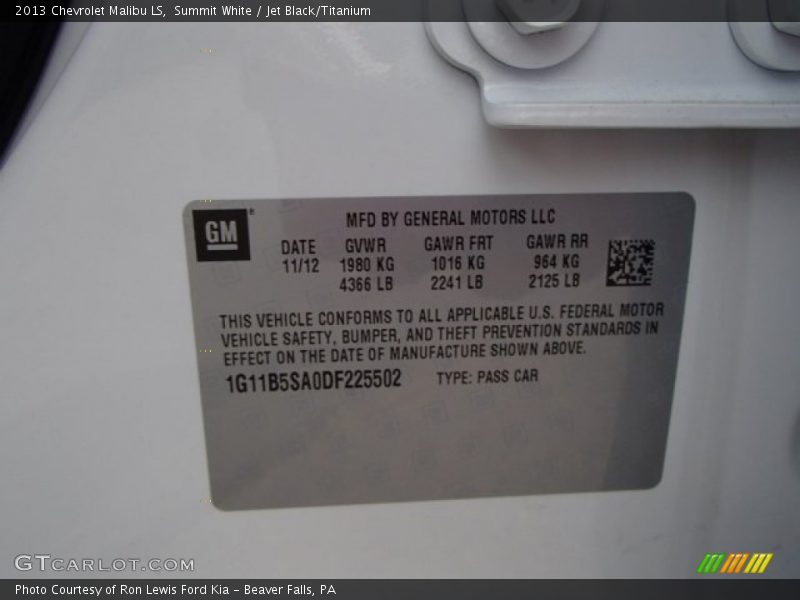 2013 Chevrolet Malibu LS, Summit White / Jet Black/Titanium
GM®
MFD BY GENERAL MOTORS LLC
DATE GVWR GAWR FRT GAWR RR
11/12 1980 KG 1016 KG 964 KG
4366 LB 2241 LB 2125 LB
THIS VEHICLE CONFORMS TO ALL APPLICABLE U.S. FEDERAL MOTOR
VEHICLE SAFETY, BUMPER, AND THEFT PREVENTION STANDARDS IN
EFFECT ON THE DATE OF MANUFACTURE SHOWN ABOVE.
1G11B5SA0DF225502 TYPE: PASS CAR
GTCARLOT.COM
Photo Courtesy of Ron Lewis Ford Kia - Beaver Falls, PA